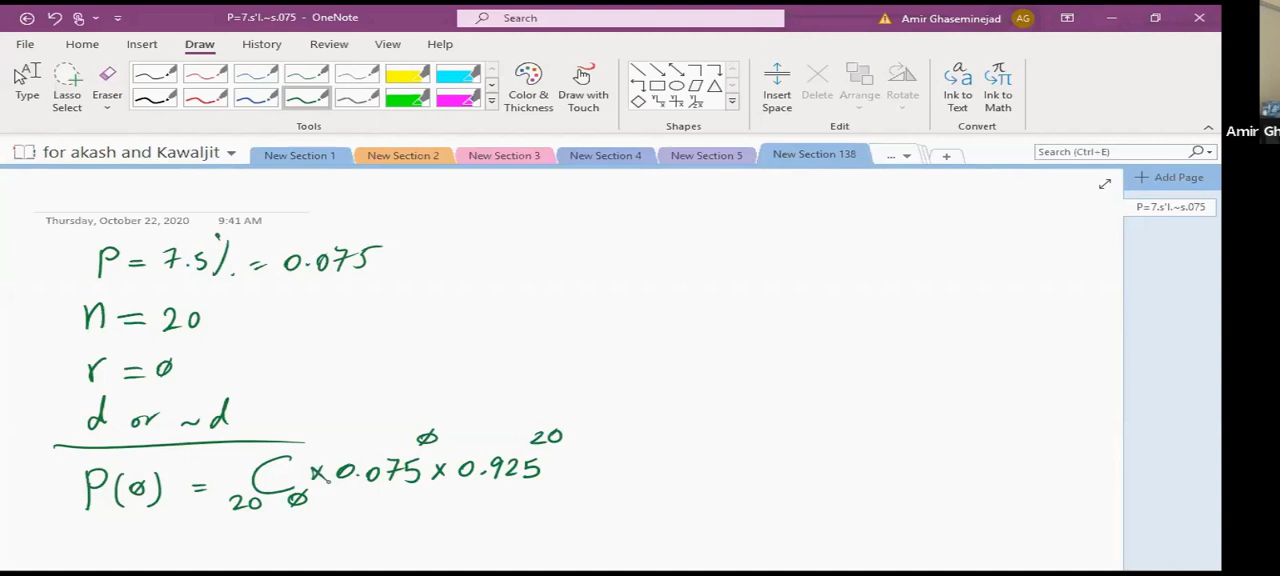 P=7.s'l.~s.075 - OneNote
Search
Amir Ghaseminejad AG
File Home Insert Draw History Review View Help
Type Lasso Select Eraser
Color & Thickness
Draw with Touch
Insert Space Delete Arrange Rotate
Ink to Text Ink to Math
Tools Shapes Edit Convert
Amir Gh
for akash and Kawaljit New Section 1 New Section 2 New Section 3 New Section 4 New Section 5 New Section 138 ... + Search (Ctrl+E)
+ Add Page
P=7.s'l.~s.075
Thursday, October 22, 2020 9:41 AM
P = 7.5% = 0.075
n = 20
r = ∅
d or ~d
P(∅) = ₂₀C∅ × 0.075^∅ × 0.925^20